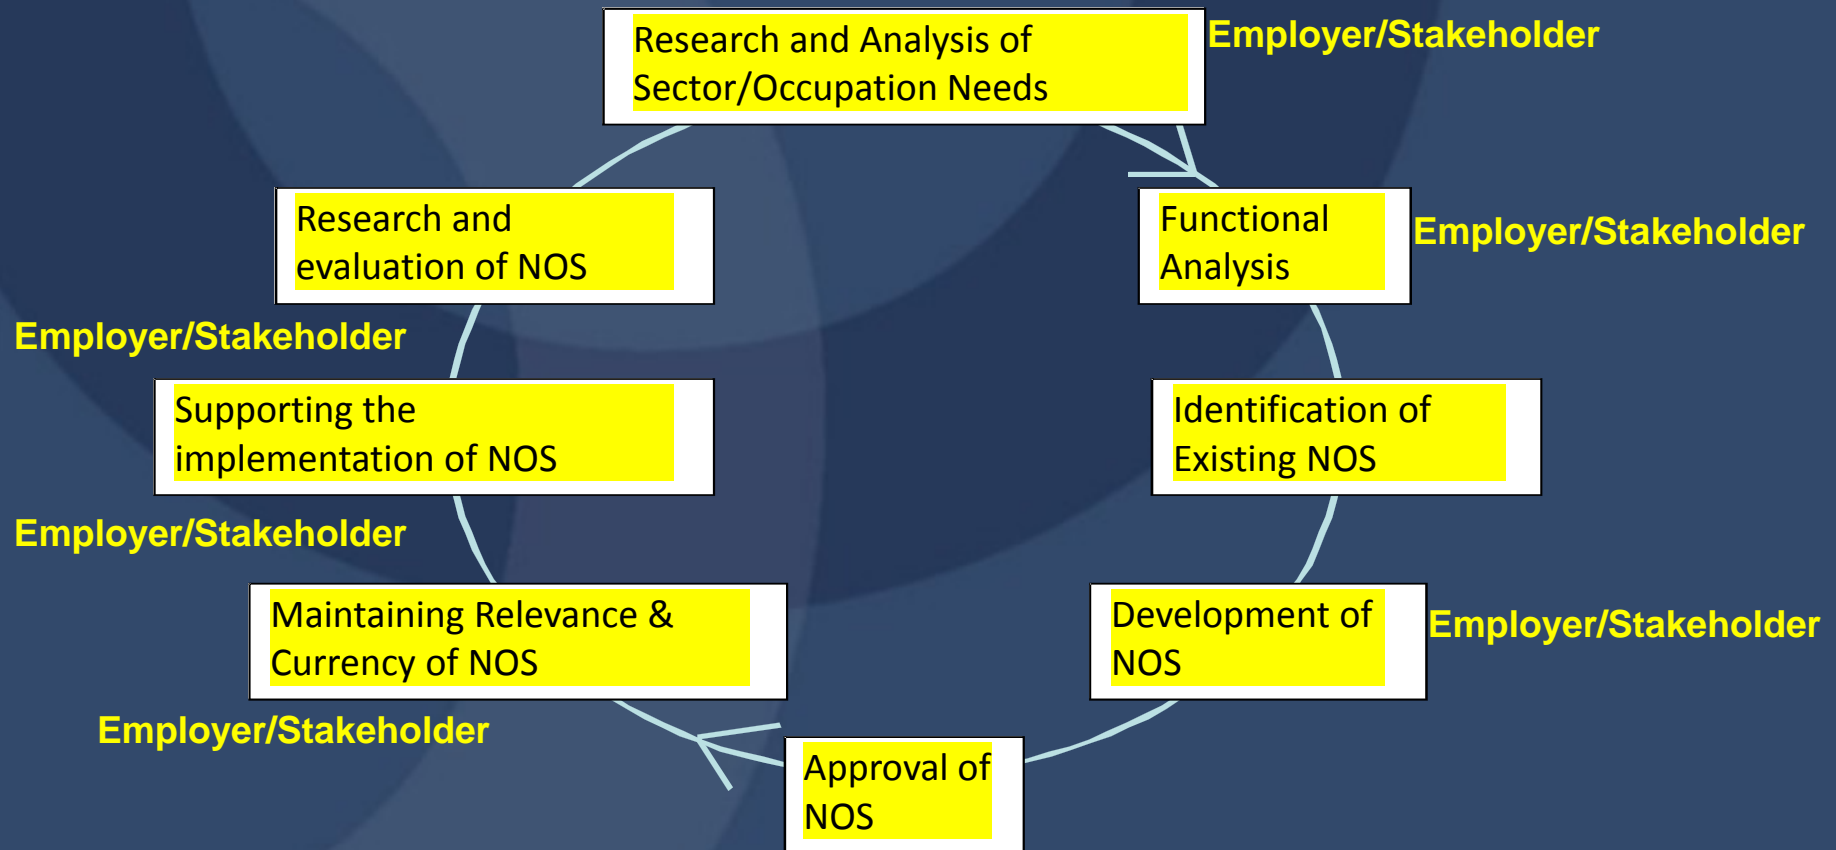 Research and Analysis of
Sector/Occupation Needs
Employer/Stakeholder
Functional
Analysis
Employer/Stakeholder
Identification of
Existing NOS
Development of
NOS
Employer/Stakeholder
Approval of
NOS
Maintaining Relevance &
Currency of NOS
Employer/Stakeholder
Supporting the
implementation of NOS
Employer/Stakeholder
Research and
evaluation of NOS
Employer/Stakeholder